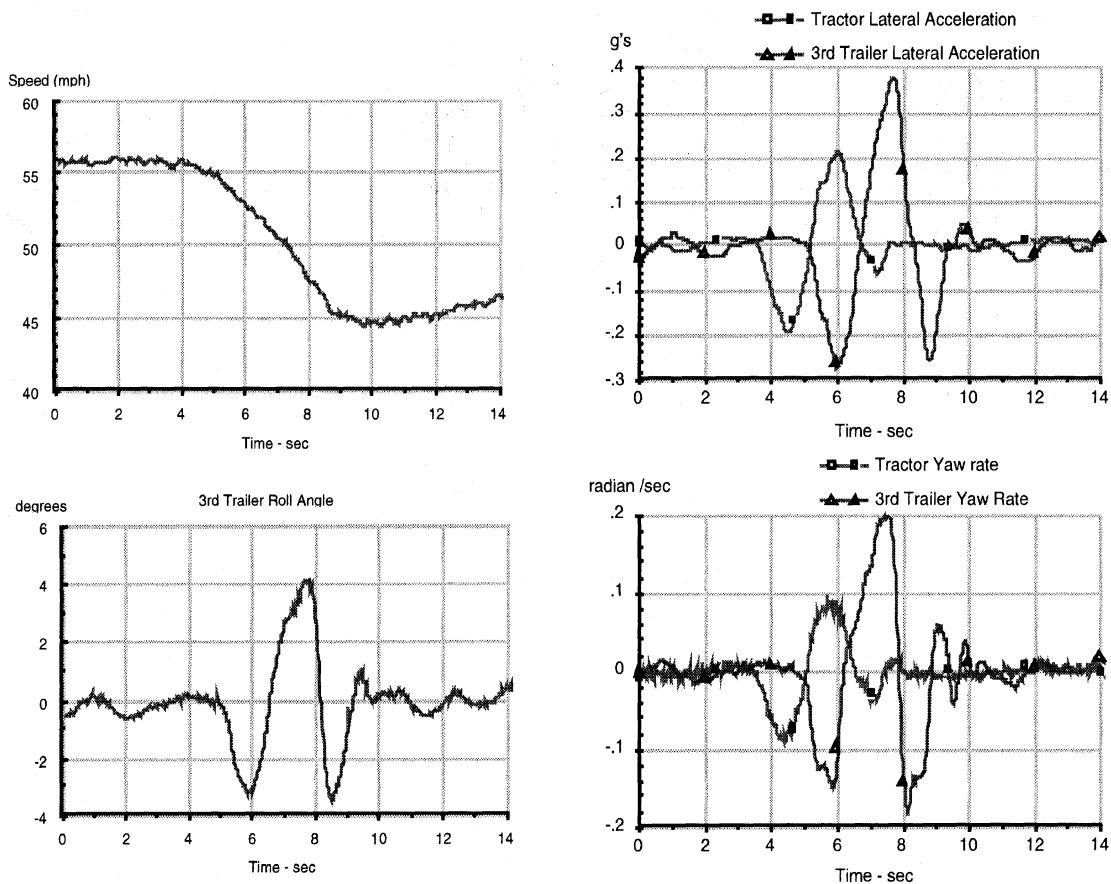 Speed (mph)
60
55
50
45
40
0 2 4 6 8 10 12 14
Time - sec
Tractor Lateral Acceleration
3rd Trailer Lateral Acceleration
g's
.4
.3
.2
.1
0
-.1
-.2
-.3
0 2 4 6 8 10 12 14
Time - sec
3rd Trailer Roll Angle
degrees
6
4
2
0
-2
-4
0 2 4 6 8 10 12 14
Time - sec
Tractor Yaw rate
3rd Trailer Yaw Rate
radian /sec
.2
.1
0
-.1
-.2
0 2 4 6 8 10 12 14
Time - sec